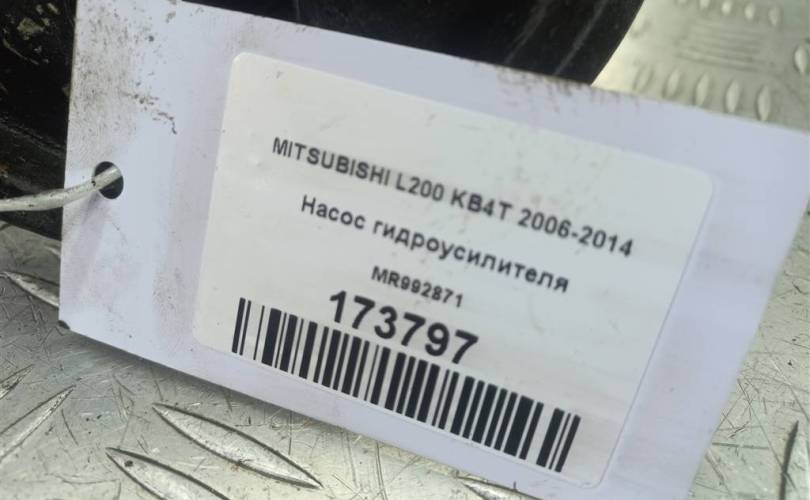 MITSUBISHI L200 KB4T 2006-2014
Насос гидроусилителя
MR992871
173797